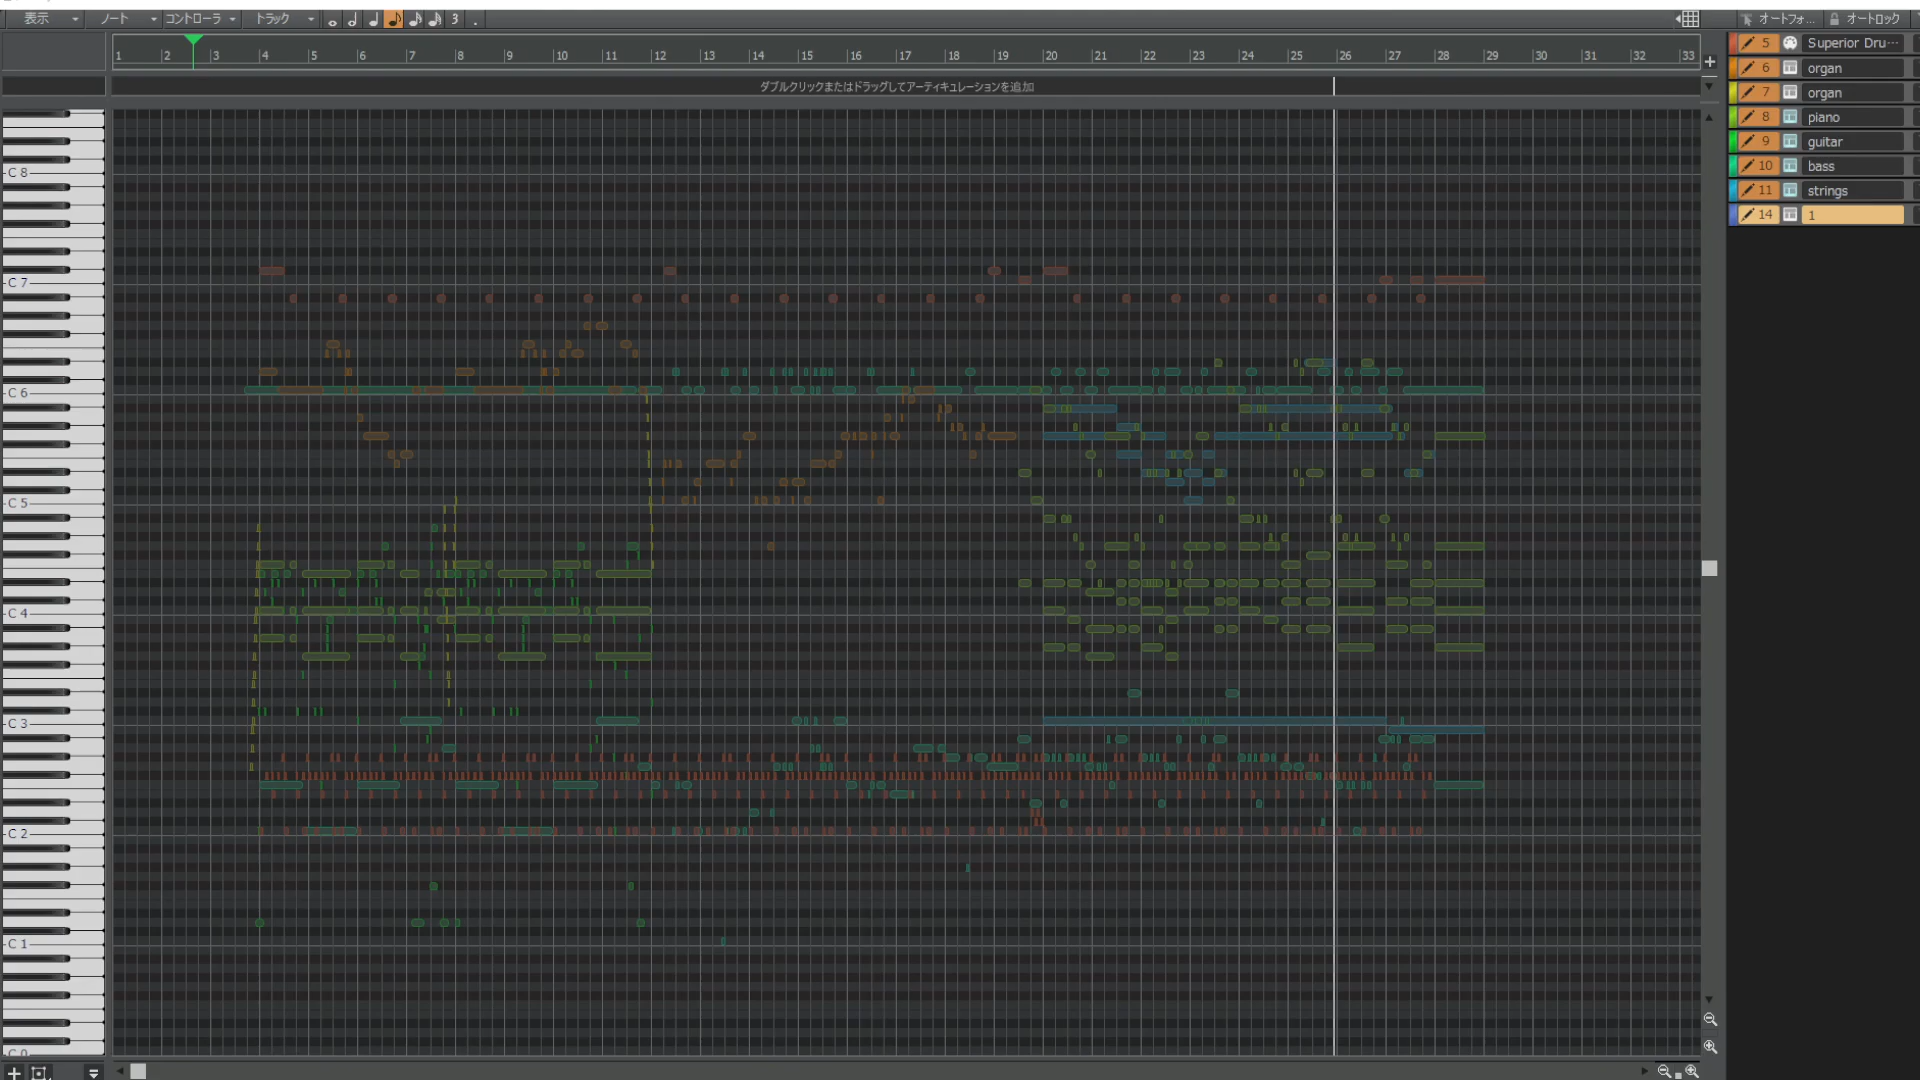 表示 ノート コントローラ トラック 3 .
オートフォ... オートロック
1 2 3 4 5 6 7 8 9 10 11 12 13 14 15 16 17 18 19 20 21 22 23 24 25 26 27 28 29 30 31 32 33
ダブルクリックまたはドラッグしてアーティキュレーションを追加
5 Superior Dru…
6 organ
7 organ
8 piano
9 guitar
10 bass
11 strings
14 1
C 8
C 7
C 6
C 5
C 4
C 3
C 2
C 1
C 0